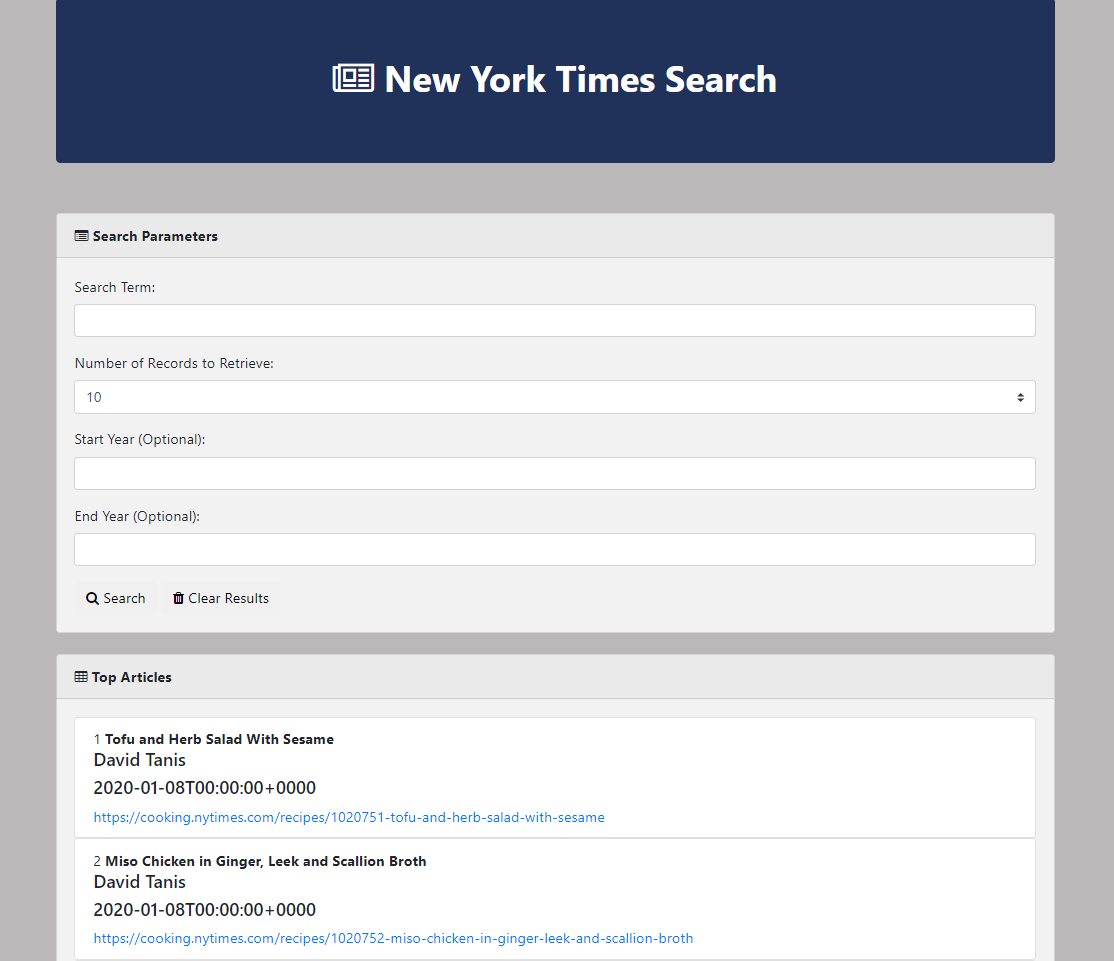 New York Times Search
Search Parameters
Search Term:
Number of Records to Retrieve:
10
Start Year (Optional):
End Year (Optional):
Search Clear Results
Top Articles
1 Tofu and Herb Salad With Sesame
David Tanis
2020-01-08T00:00:00+0000
https://cooking.nytimes.com/recipes/1020751-tofu-and-herb-salad-with-sesame
2 Miso Chicken in Ginger, Leek and Scallion Broth
David Tanis
2020-01-08T00:00:00+0000
https://cooking.nytimes.com/recipes/1020752-miso-chicken-in-ginger-leek-and-scallion-broth